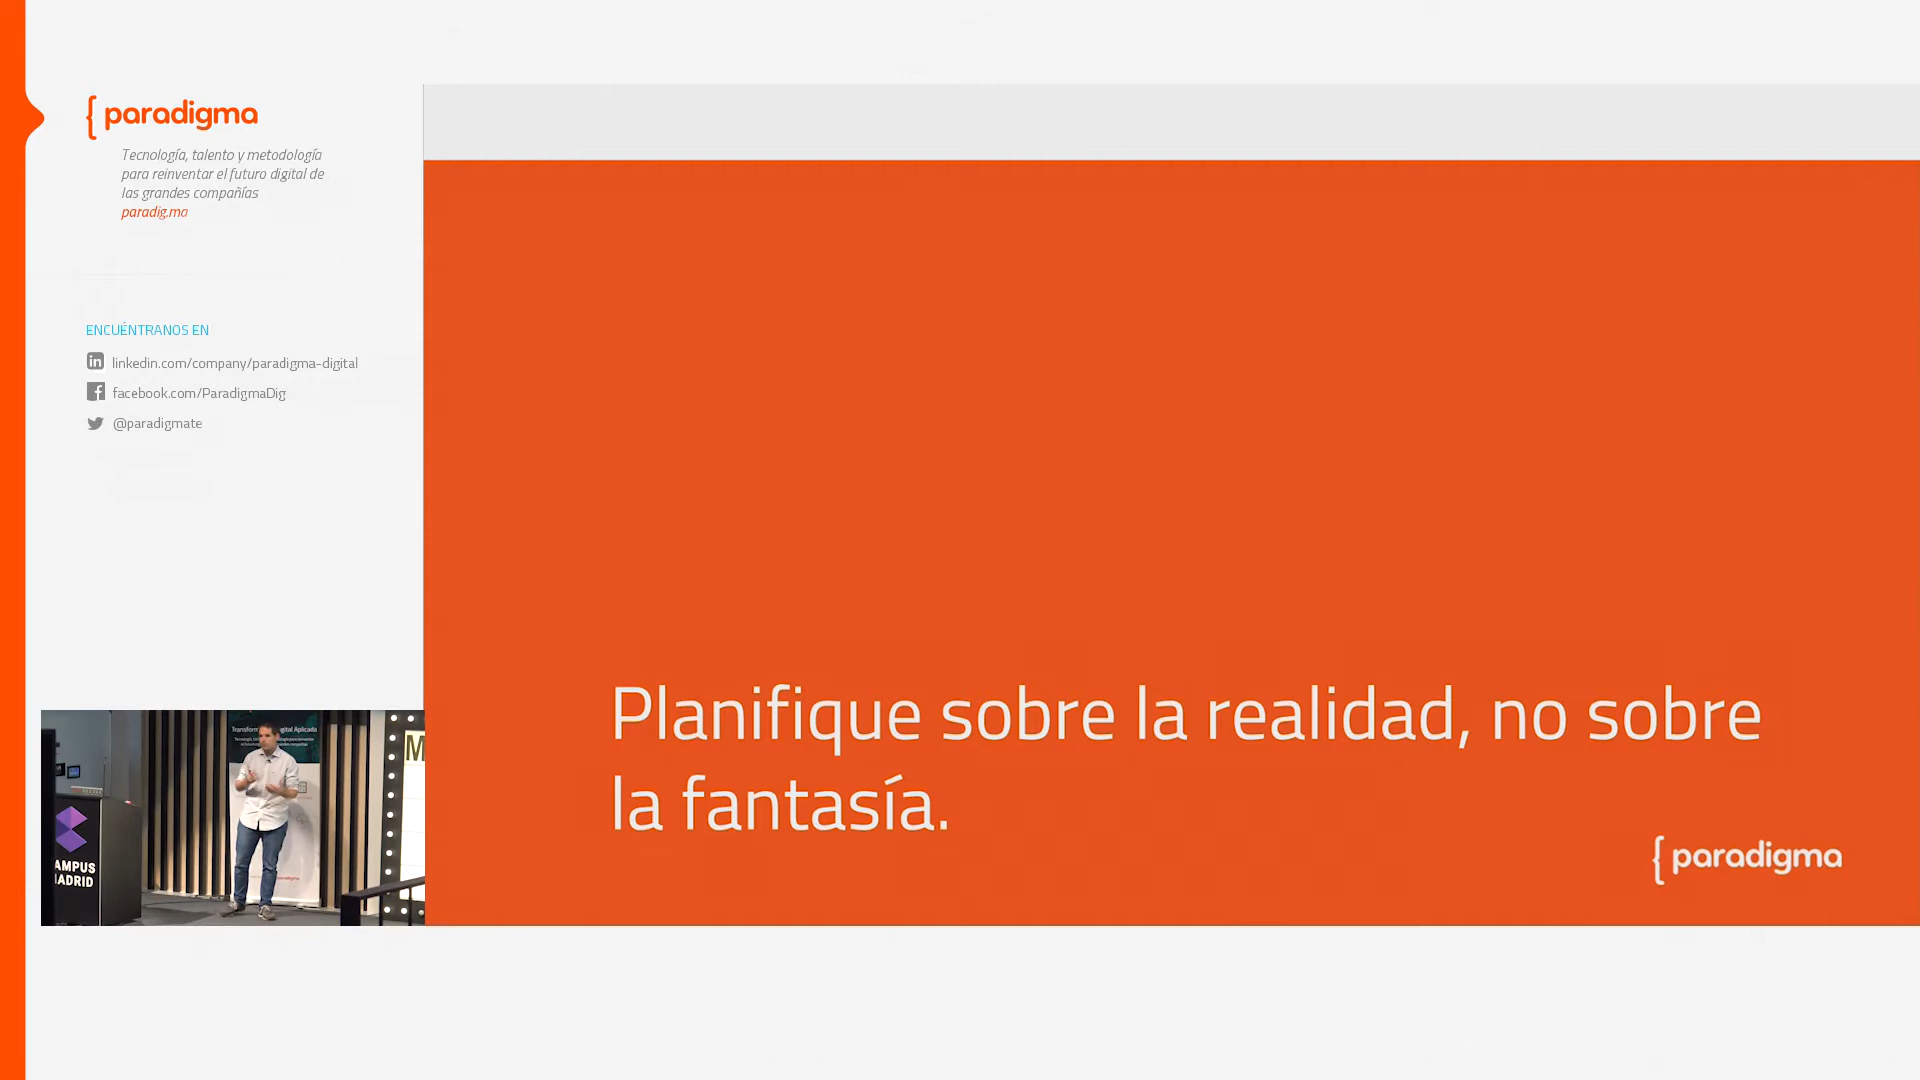 paradigma
Tecnología, talento y metodología
para reinventar el futuro digital de
las grandes compañías
paradig.ma
ENCUÉNTRANOS EN
linkedin.com/company/paradigma-digital
facebook.com/ParadigmaDig
@paradigmate
Planifique sobre la realidad, no sobre
la fantasía.
paradigma
AMPUS
ADRID
M